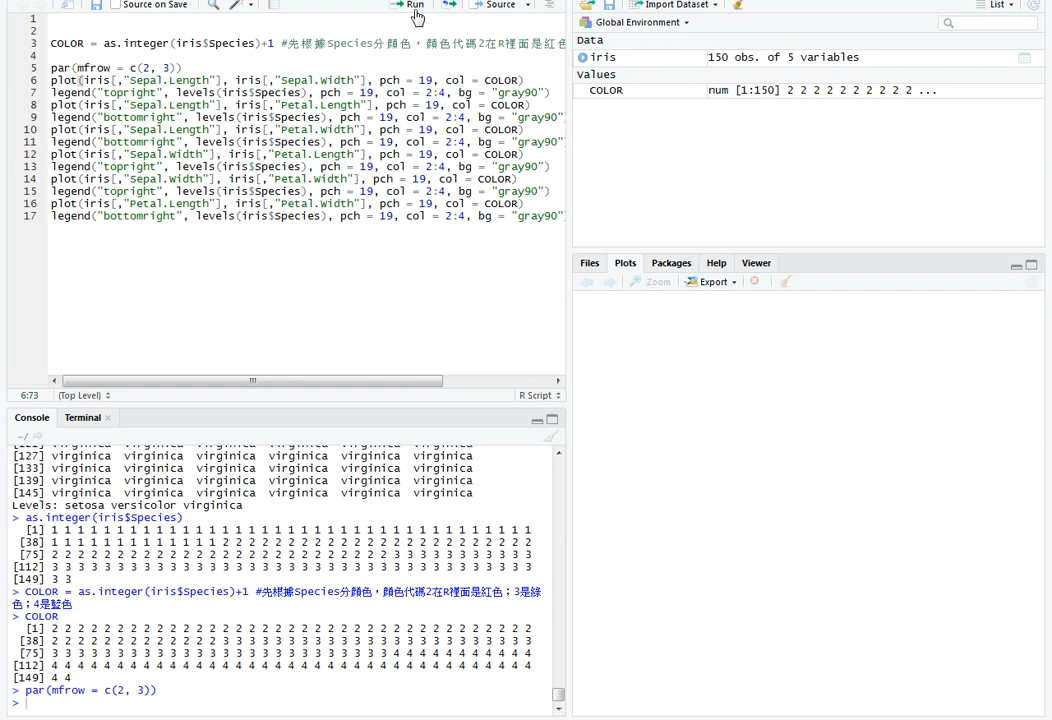 Source on Save
Run
Source
1
2
3 COLOR = as.integer(iris$Species)+1 #先根據Species分顏色，顏色代碼2在R裡面是紅色
4
5 par(mfrow = c(2, 3))
6 plot(iris[,"Sepal.Length"], iris[,"Sepal.Width"], pch = 19, col = COLOR)
7 legend("topright", levels(iris$Species), pch = 19, col = 2:4, bg = "gray90")
8 plot(iris[,"Sepal.Length"], iris[,"Petal.Length"], pch = 19, col = COLOR)
9 legend("bottomright", levels(iris$Species), pch = 19, col = 2:4, bg = "gray90"
10 plot(iris[,"Sepal.Length"], iris[,"Petal.Width"], pch = 19, col = COLOR)
11 legend("bottomright", levels(iris$Species), pch = 19, col = 2:4, bg = "gray90"
12 plot(iris[,"Sepal.Width"], iris[,"Petal.Length"], pch = 19, col = COLOR)
13 legend("topright", levels(iris$Species), pch = 19, col = 2:4, bg = "gray90")
14 plot(iris[,"Sepal.Width"], iris[,"Petal.Width"], pch = 19, col = COLOR)
15 legend("topright", levels(iris$Species), pch = 19, col = 2:4, bg = "gray90")
16 plot(iris[,"Petal.Length"], iris[,"Petal.Width"], pch = 19, col = COLOR)
17 legend("bottomright", levels(iris$Species), pch = 19, col = 2:4, bg = "gray90"
6:73 (Top Level) R Script
Console Terminal
~/
[127] virginica virginica virginica virginica virginica virginica
[133] virginica virginica virginica virginica virginica virginica
[139] virginica virginica virginica virginica virginica virginica
[145] virginica virginica virginica virginica virginica virginica
Levels: setosa versicolor virginica
> as.integer(iris$Species)
[1] 1 1 1 1 1 1 1 1 1 1 1 1 1 1 1 1 1 1 1 1 1 1 1 1 1 1 1 1 1 1 1 1 1 1 1 1 1
[38] 1 1 1 1 1 1 1 1 1 1 1 1 1 2 2 2 2 2 2 2 2 2 2 2 2 2 2 2 2 2 2 2 2 2 2 2 2
[75] 2 2 2 2 2 2 2 2 2 2 2 2 2 2 2 2 2 2 2 2 2 2 2 2 2 2 3 3 3 3 3 3 3 3 3 3 3
[112] 3 3 3 3 3 3 3 3 3 3 3 3 3 3 3 3 3 3 3 3 3 3 3 3 3 3 3 3 3 3 3 3 3 3 3 3 3
[149] 3 3
> COLOR = as.integer(iris$Species)+1 #先根據Species分顏色，顏色代碼2在R裡面是紅色；3是綠
色；4是藍色
> COLOR
[1] 2 2 2 2 2 2 2 2 2 2 2 2 2 2 2 2 2 2 2 2 2 2 2 2 2 2 2 2 2 2 2 2 2 2 2 2 2
[38] 2 2 2 2 2 2 2 2 2 2 2 2 2 3 3 3 3 3 3 3 3 3 3 3 3 3 3 3 3 3 3 3 3 3 3 3 3
[75] 3 3 3 3 3 3 3 3 3 3 3 3 3 3 3 3 3 3 3 3 3 3 3 3 3 3 4 4 4 4 4 4 4 4 4 4 4
[112] 4 4 4 4 4 4 4 4 4 4 4 4 4 4 4 4 4 4 4 4 4 4 4 4 4 4 4 4 4 4 4 4 4 4 4 4 4
[149] 4 4
> par(mfrow = c(2, 3))
>
Import Dataset
List
Global Environment
Data
iris 150 obs. of 5 variables
Values
COLOR num [1:150] 2 2 2 2 2 2 2 2 2 2 ...
Files Plots Packages Help Viewer
Zoom Export